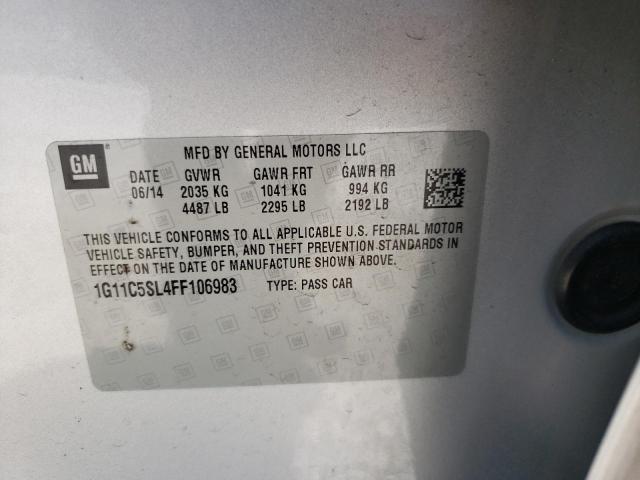 GM
MFD BY GENERAL MOTORS LLC
DATE GVWR GAWR FRT GAWR RR
06/14 2035 KG 1041 KG 994 KG
4487 LB 2295 LB 2192 LB
THIS VEHICLE CONFORMS TO ALL APPLICABLE U.S. FEDERAL MOTOR
VEHICLE SAFETY, BUMPER, AND THEFT PREVENTION STANDARDS IN
EFFECT ON THE DATE OF MANUFACTURE SHOWN ABOVE.
1G11C5SL4FF106983 TYPE: PASS CAR